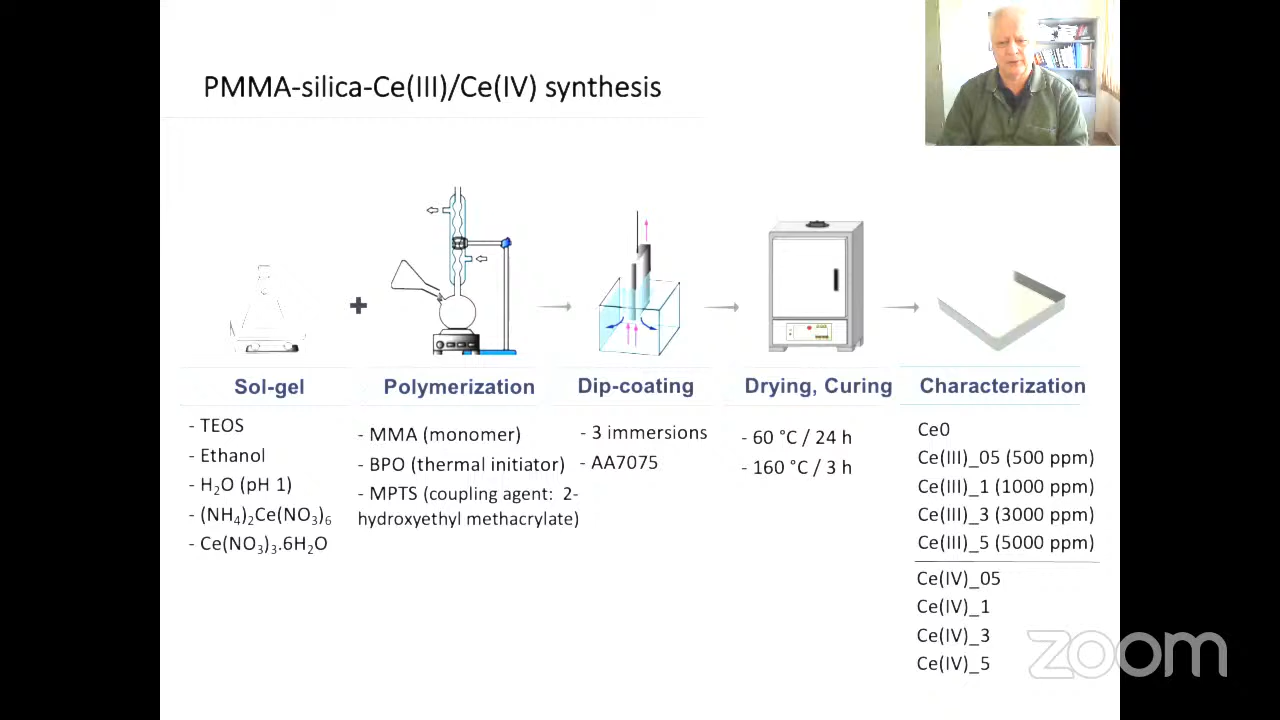 PMMA-silica-Ce(III)/Ce(IV) synthesis
+
Sol-gel
- TEOS
- Ethanol
- H₂O (pH 1)
- (NH₄)₂Ce(NO₃)₆
- Ce(NO₃)₃.6H₂O
Polymerization
- MMA (monomer)
- BPO (thermal initiator)
- MPTS (coupling agent: 2-
hydroxyethyl methacrylate)
Dip-coating
- 3 immersions
- AA7075
Drying, Curing
- 60 °C / 24 h
- 160 °C / 3 h
Characterization
Ce0
Ce(III)_05 (500 ppm)
Ce(III)_1 (1000 ppm)
Ce(III)_3 (3000 ppm)
Ce(III)_5 (5000 ppm)
Ce(IV)_05
Ce(IV)_1
Ce(IV)_3
Ce(IV)_5
zoom